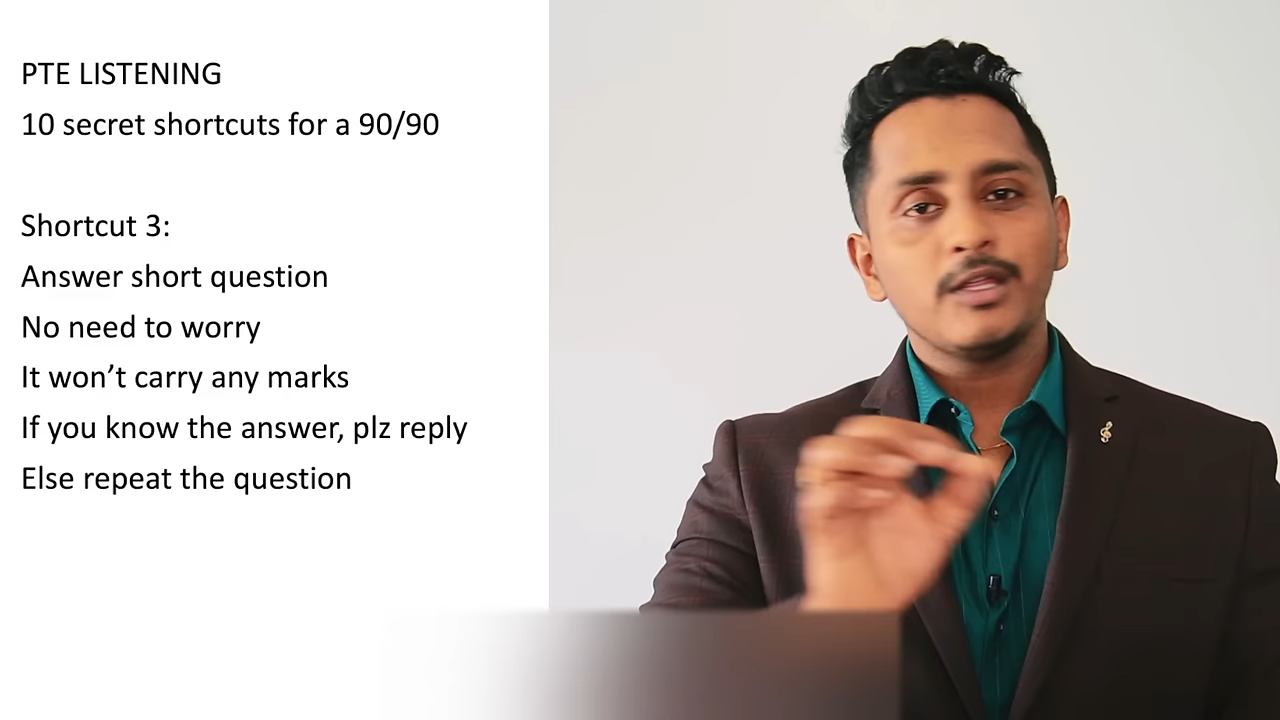 PTE LISTENING
10 secret shortcuts for a 90/90
Shortcut 3:
Answer short question
No need to worry
It won’t carry any marks
If you know the answer, plz reply
Else repeat the question